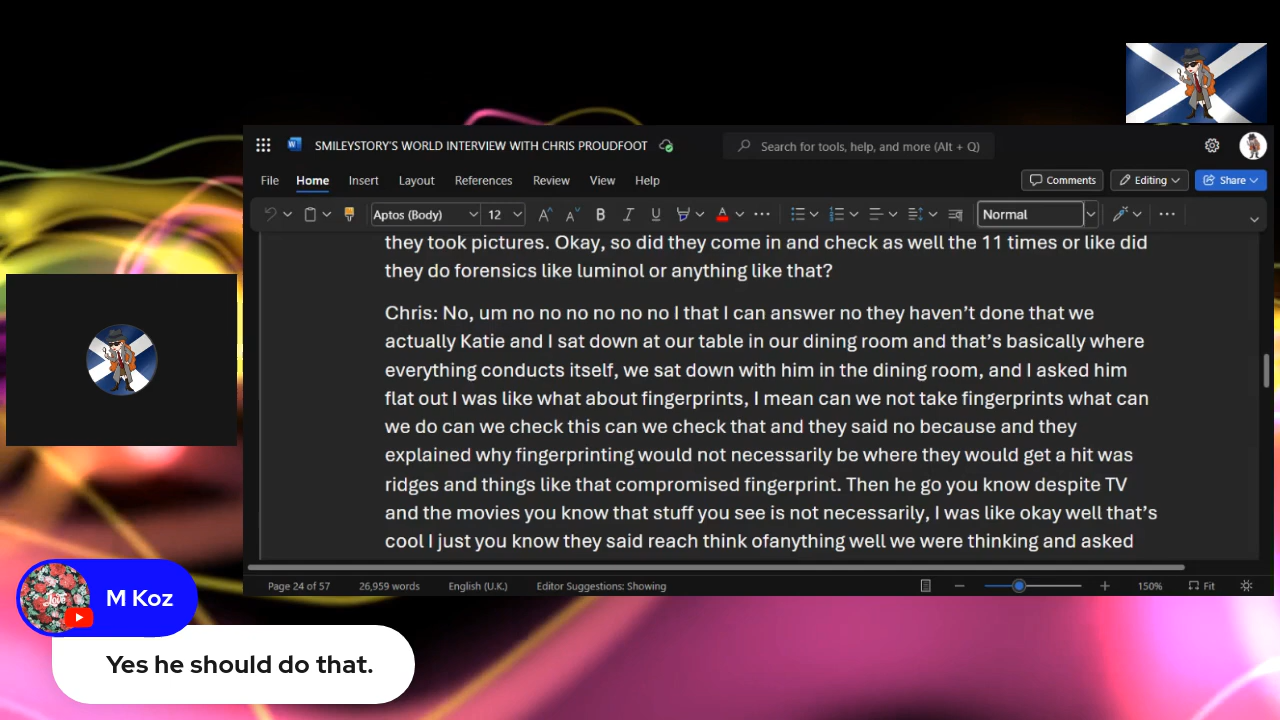 SMILEYSTORY'S WORLD INTERVIEW WITH CHRIS PROUDFOOT
Search for tools, help, and more (Alt + Q)
File Home Insert Layout References Review View Help
Comments Editing Share
Aptos (Body) 12 Normal
they took pictures. Okay, so did they come in and check as well the 11 times or like did
they do forensics like luminol or anything like that?
Chris: No, um no no no no no no I that I can answer no they haven't done that we
actually Katie and I sat down at our table in our dining room and that's basically where
everything conducts itself, we sat down with him in the dining room, and I asked him
flat out I was like what about fingerprints, I mean can we not take fingerprints what can
we do can we check this can we check that and they said no because and they
explained why fingerprinting would not necessarily be where they would get a hit was
ridges and things like that compromised fingerprint. Then he go you know despite TV
and the movies you know that stuff you see is not necessarily, I was like okay well that's
cool I just you know they said reach think ofanything well we were thinking and asked
Page 24 of 57 26,959 words English (U.K.) Editor Suggestions: Showing 150% Fit
M Koz
Yes he should do that.